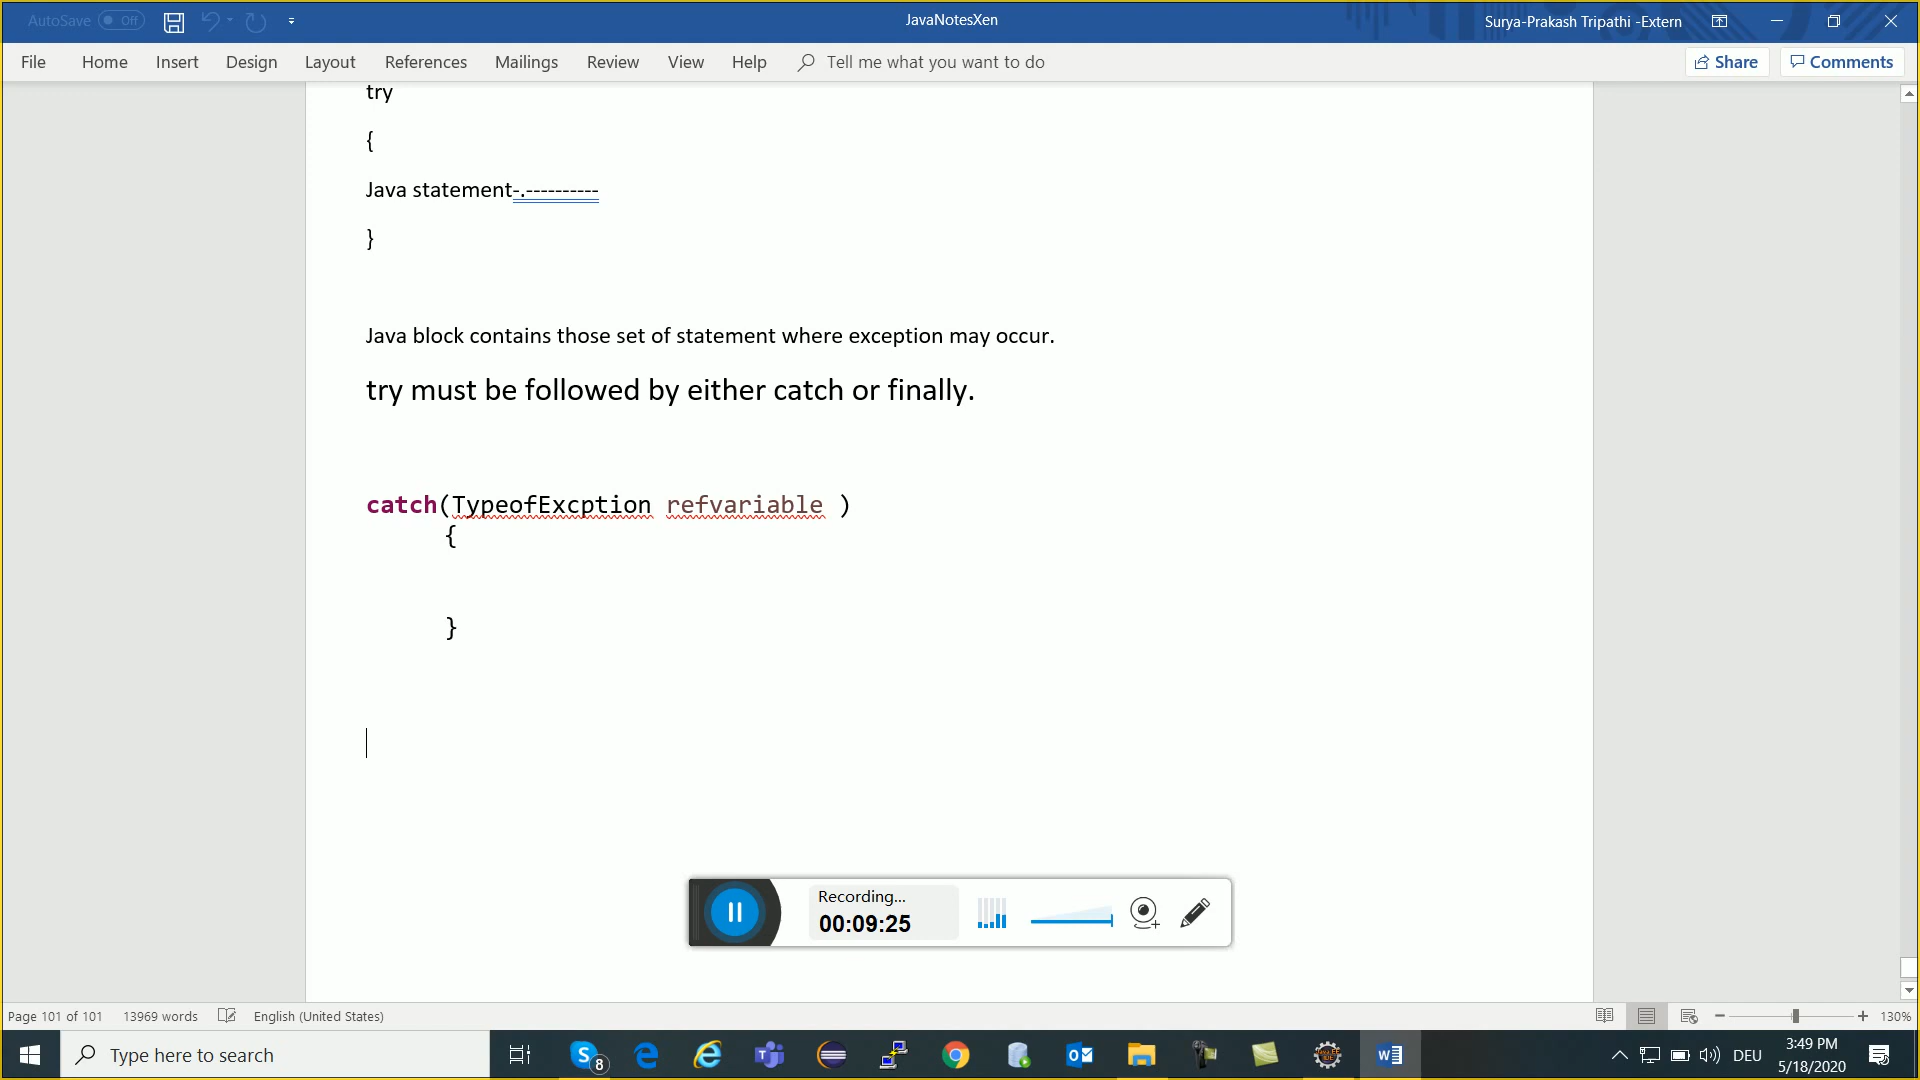 AutoSave Off JavaNotesXen Surya-Prakash Tripathi -Extern
File Home Insert Design Layout References Mailings Review View Help Tell me what you want to do Share Comments
try
{
Java statement-.----------
}
Java block contains those set of statement where exception may occur.
try must be followed by either catch or finally.
catch(TypeofExcption refvariable )
{
}
Recording...
00:09:25
Page 101 of 101 13969 words English (United States) 130%
Type here to search 8 DEU 3:49 PM
5/18/2020